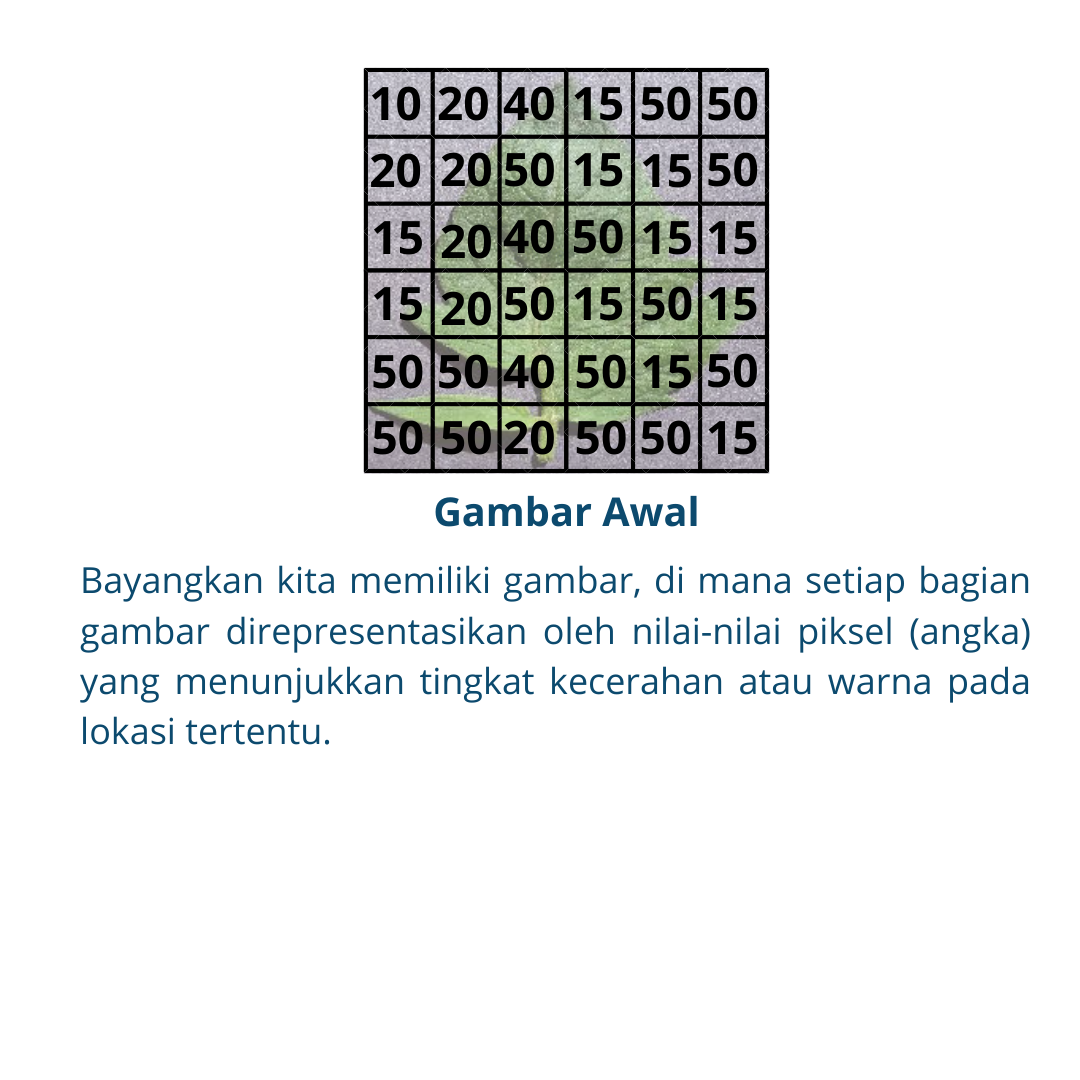 10 20 40 15 50 50
20 20 50 15 15 50
15 20 40 50 15 15
15 20 50 15 50 15
50 50 40 50 15 50
50 50 20 50 50 15
Gambar Awal
Bayangkan kita memiliki gambar, di mana setiap bagian
gambar direpresentasikan oleh nilai-nilai piksel (angka)
yang menunjukkan tingkat kecerahan atau warna pada
lokasi tertentu.